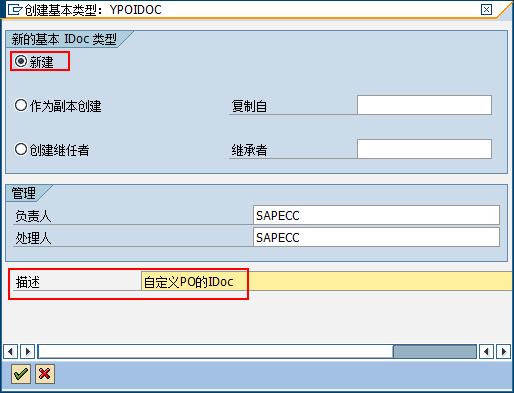 创建基本类型：YPOIDOC
新的基本 IDoc 类型
新建
作为副本创建 复制自
创建继任者 继承者
管理
负责人 SAPECC
处理人 SAPECC
描述 自定义PO的IDoc